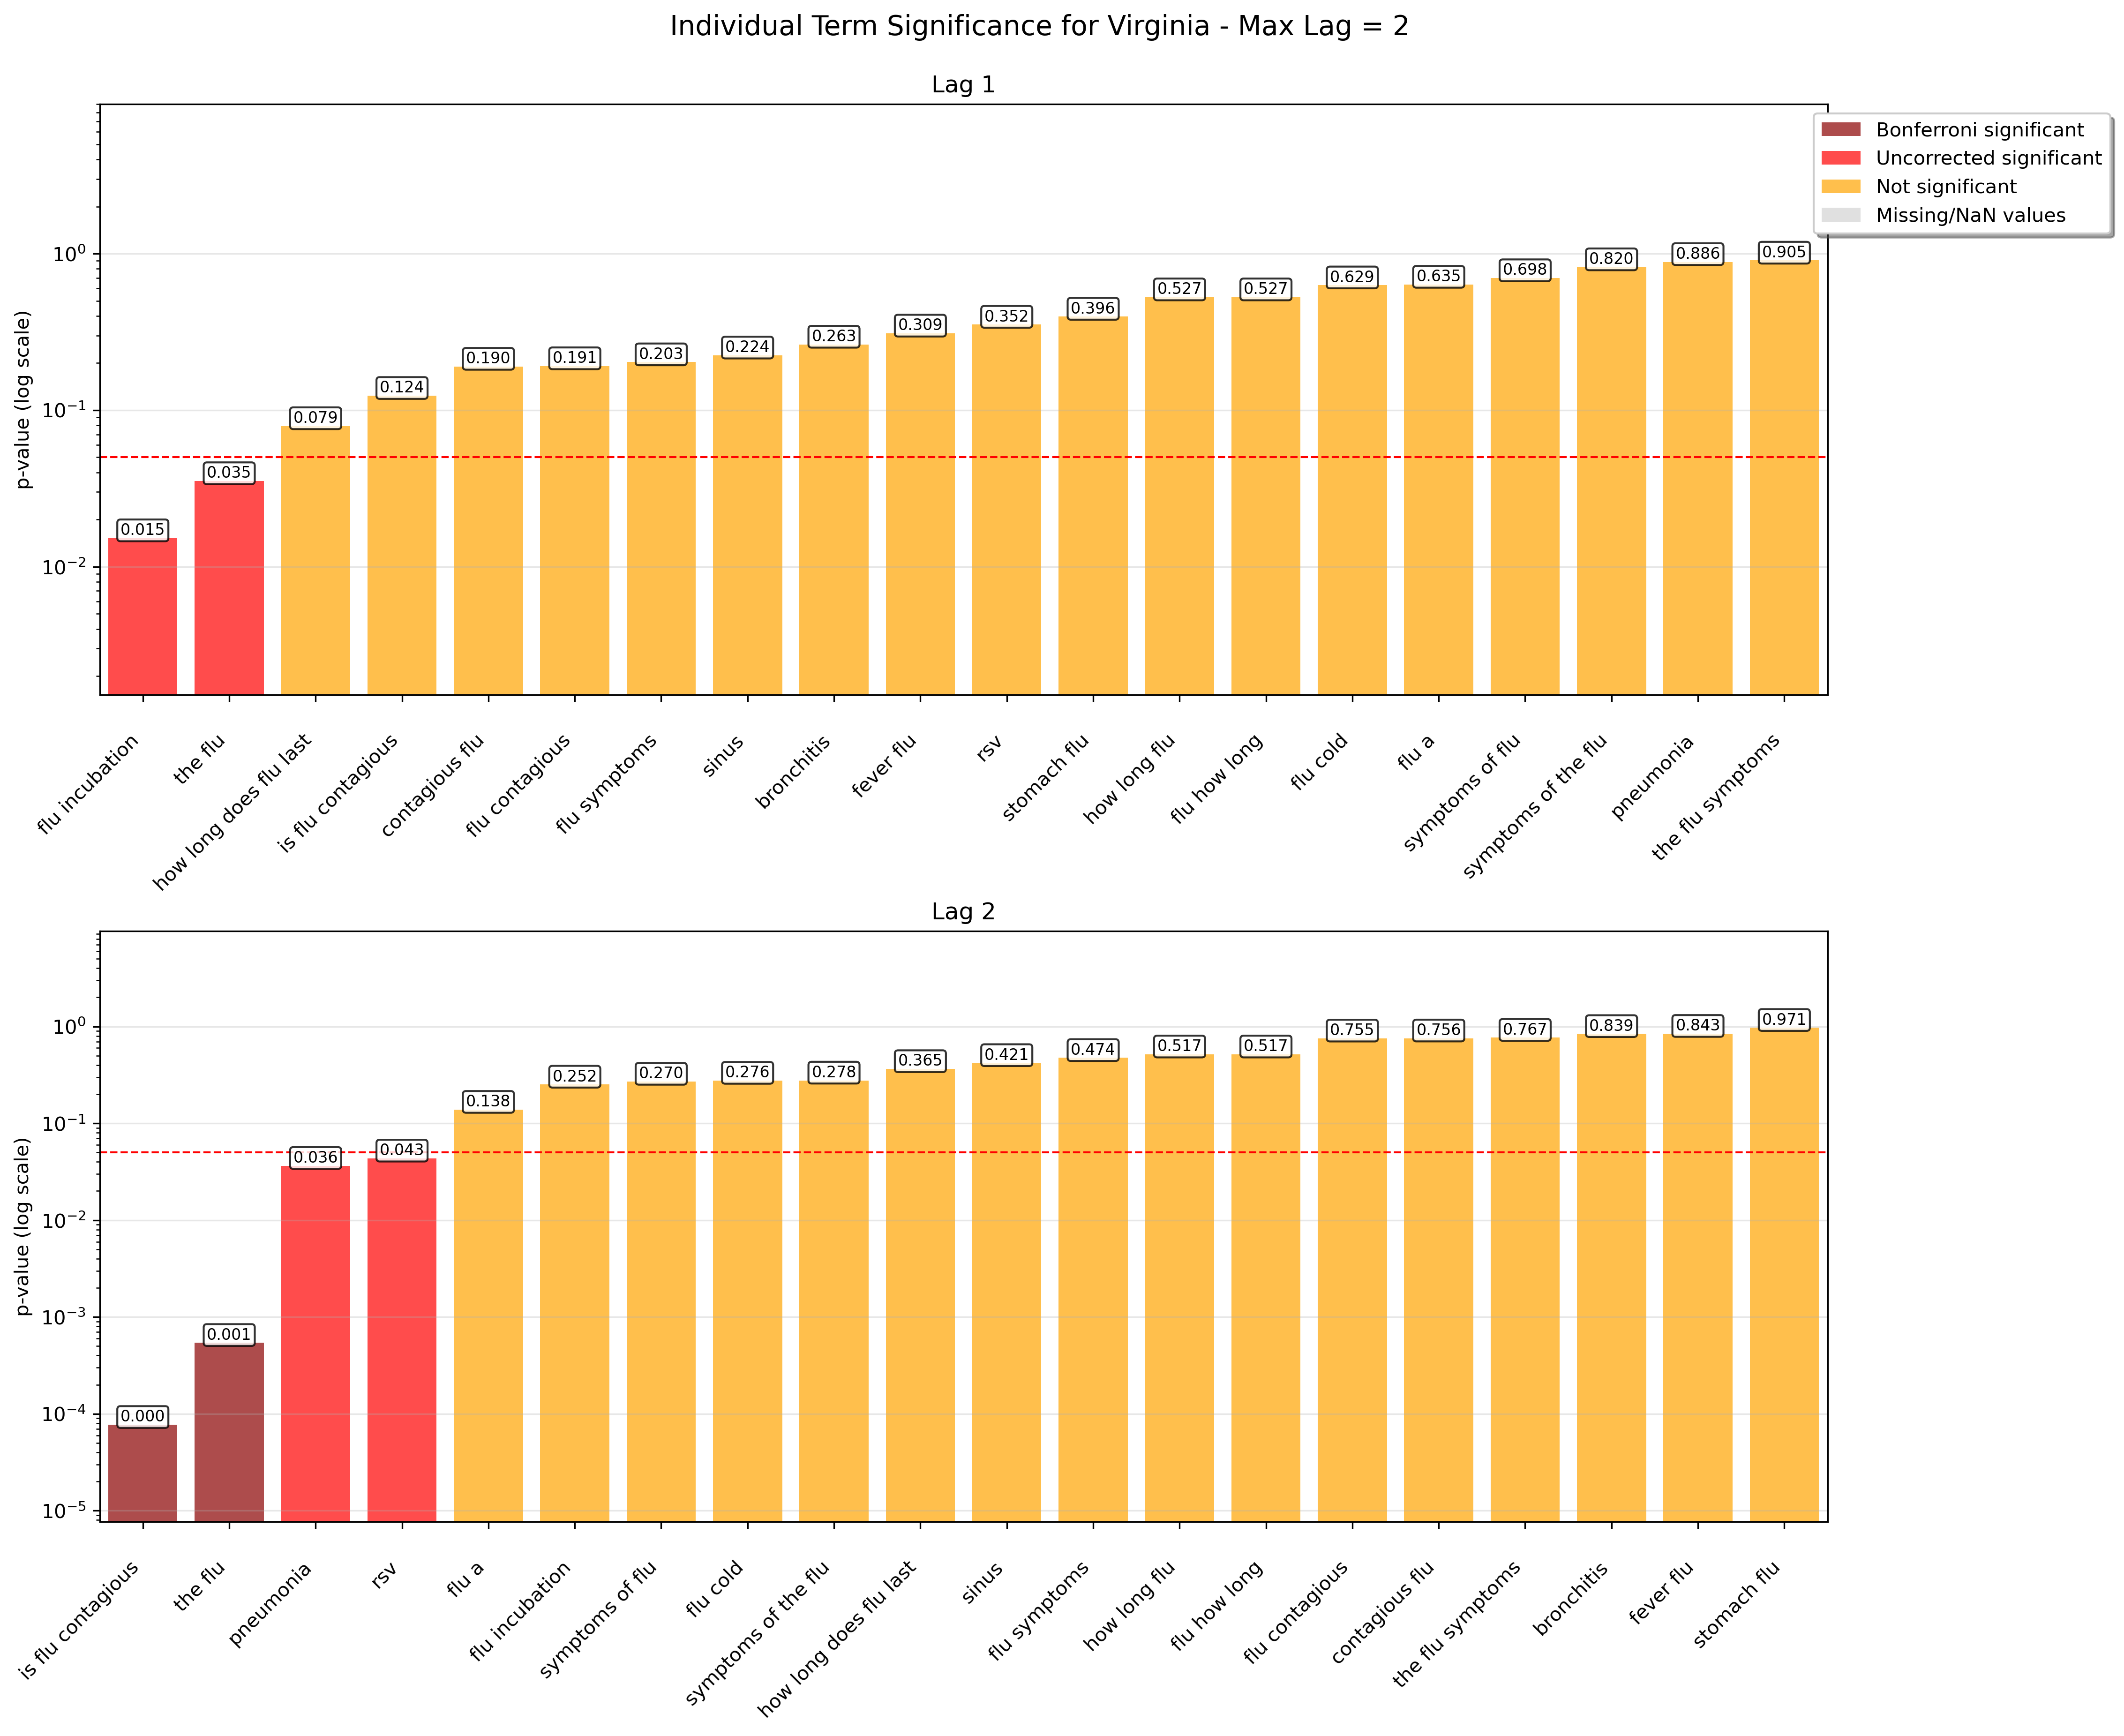 Individual Term Significance for Virginia - Max Lag = 2
Lag 1
Bonferroni significant
Uncorrected significant
Not significant
Missing/NaN values
p-value (log scale)
10⁰
10⁻¹
10⁻²
0.015
0.035
0.079
0.124
0.190
0.191
0.203
0.224
0.263
0.309
0.352
0.396
0.527
0.527
0.629
0.635
0.698
0.820
0.886
0.905
flu incubation
the flu
how long does flu last
is flu contagious
contagious flu
flu contagious
flu symptoms
sinus
bronchitis
fever flu
rsv
stomach flu
how long flu
flu how long
flu cold
flu a
symptoms of flu
symptoms of the flu
pneumonia
the flu symptoms
Lag 2
p-value (log scale)
10⁰
10⁻¹
10⁻²
10⁻³
10⁻⁴
10⁻⁵
0.000
0.001
0.036
0.043
0.138
0.252
0.270
0.276
0.278
0.365
0.421
0.474
0.517
0.517
0.755
0.756
0.767
0.839
0.843
0.971
is flu contagious
the flu
pneumonia
rsv
flu a
flu incubation
symptoms of flu
flu cold
symptoms of the flu
how long does flu last
sinus
flu symptoms
how long flu
flu how long
flu contagious
contagious flu
the flu symptoms
bronchitis
fever flu
stomach flu